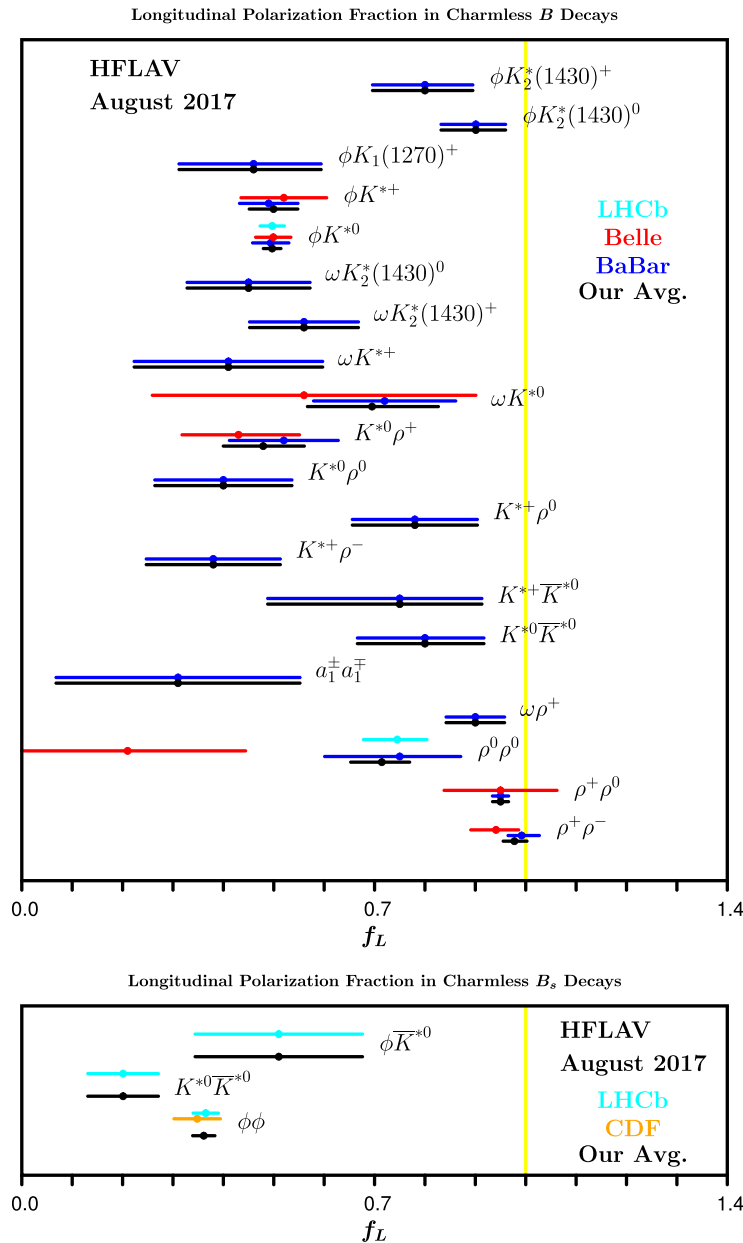 Longitudinal Polarization Fraction in Charmless B Decays
HFLAV
August 2017
ϕK₂*(1430)⁺
ϕK₂*(1430)⁰
ϕK₁(1270)⁺
ϕK*⁺
ϕK*⁰
LHCb
Belle
BaBar
Our Avg.
ωK₂*(1430)⁰
ωK₂*(1430)⁺
ωK*⁺
ωK*⁰
K*⁰ρ⁺
K*⁰ρ⁰
K*⁺ρ⁰
K*⁺ρ⁻
K*⁺K̅*⁰
K*⁰K̅*⁰
a₁±a₁∓
ωρ⁺
ρ⁰ρ⁰
ρ⁺ρ⁰
ρ⁺ρ⁻
0.0 0.7 1.4
f_L
Longitudinal Polarization Fraction in Charmless Bₛ Decays
HFLAV
August 2017
ϕK̅*⁰
K*⁰K̅*⁰
ϕϕ
LHCb
CDF
Our Avg.
0.0 0.7 1.4
f_L